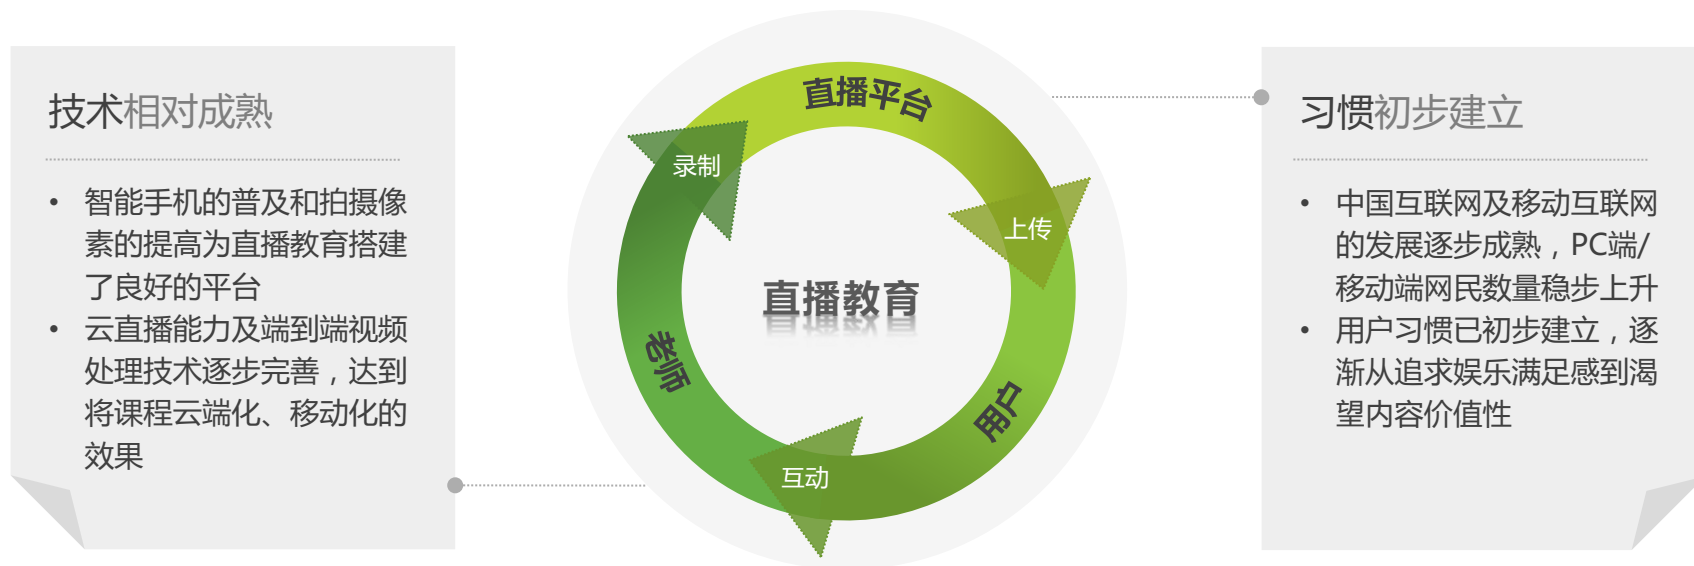 技术相对成熟
• 智能手机的普及和拍摄像
素的提高为直播教育搭建
了良好的平台
• 云直播能力及端到端视频
处理技术逐步完善，达到
将课程云端化、移动化的
效果
直播平台
录制
上传
直播教育
老师
用户
互动
习惯初步建立
• 中国互联网及移动互联网
的发展逐步成熟，PC端/
移动端网民数量稳步上升
• 用户习惯已初步建立，逐
渐从追求娱乐满足感到渴
望内容价值性